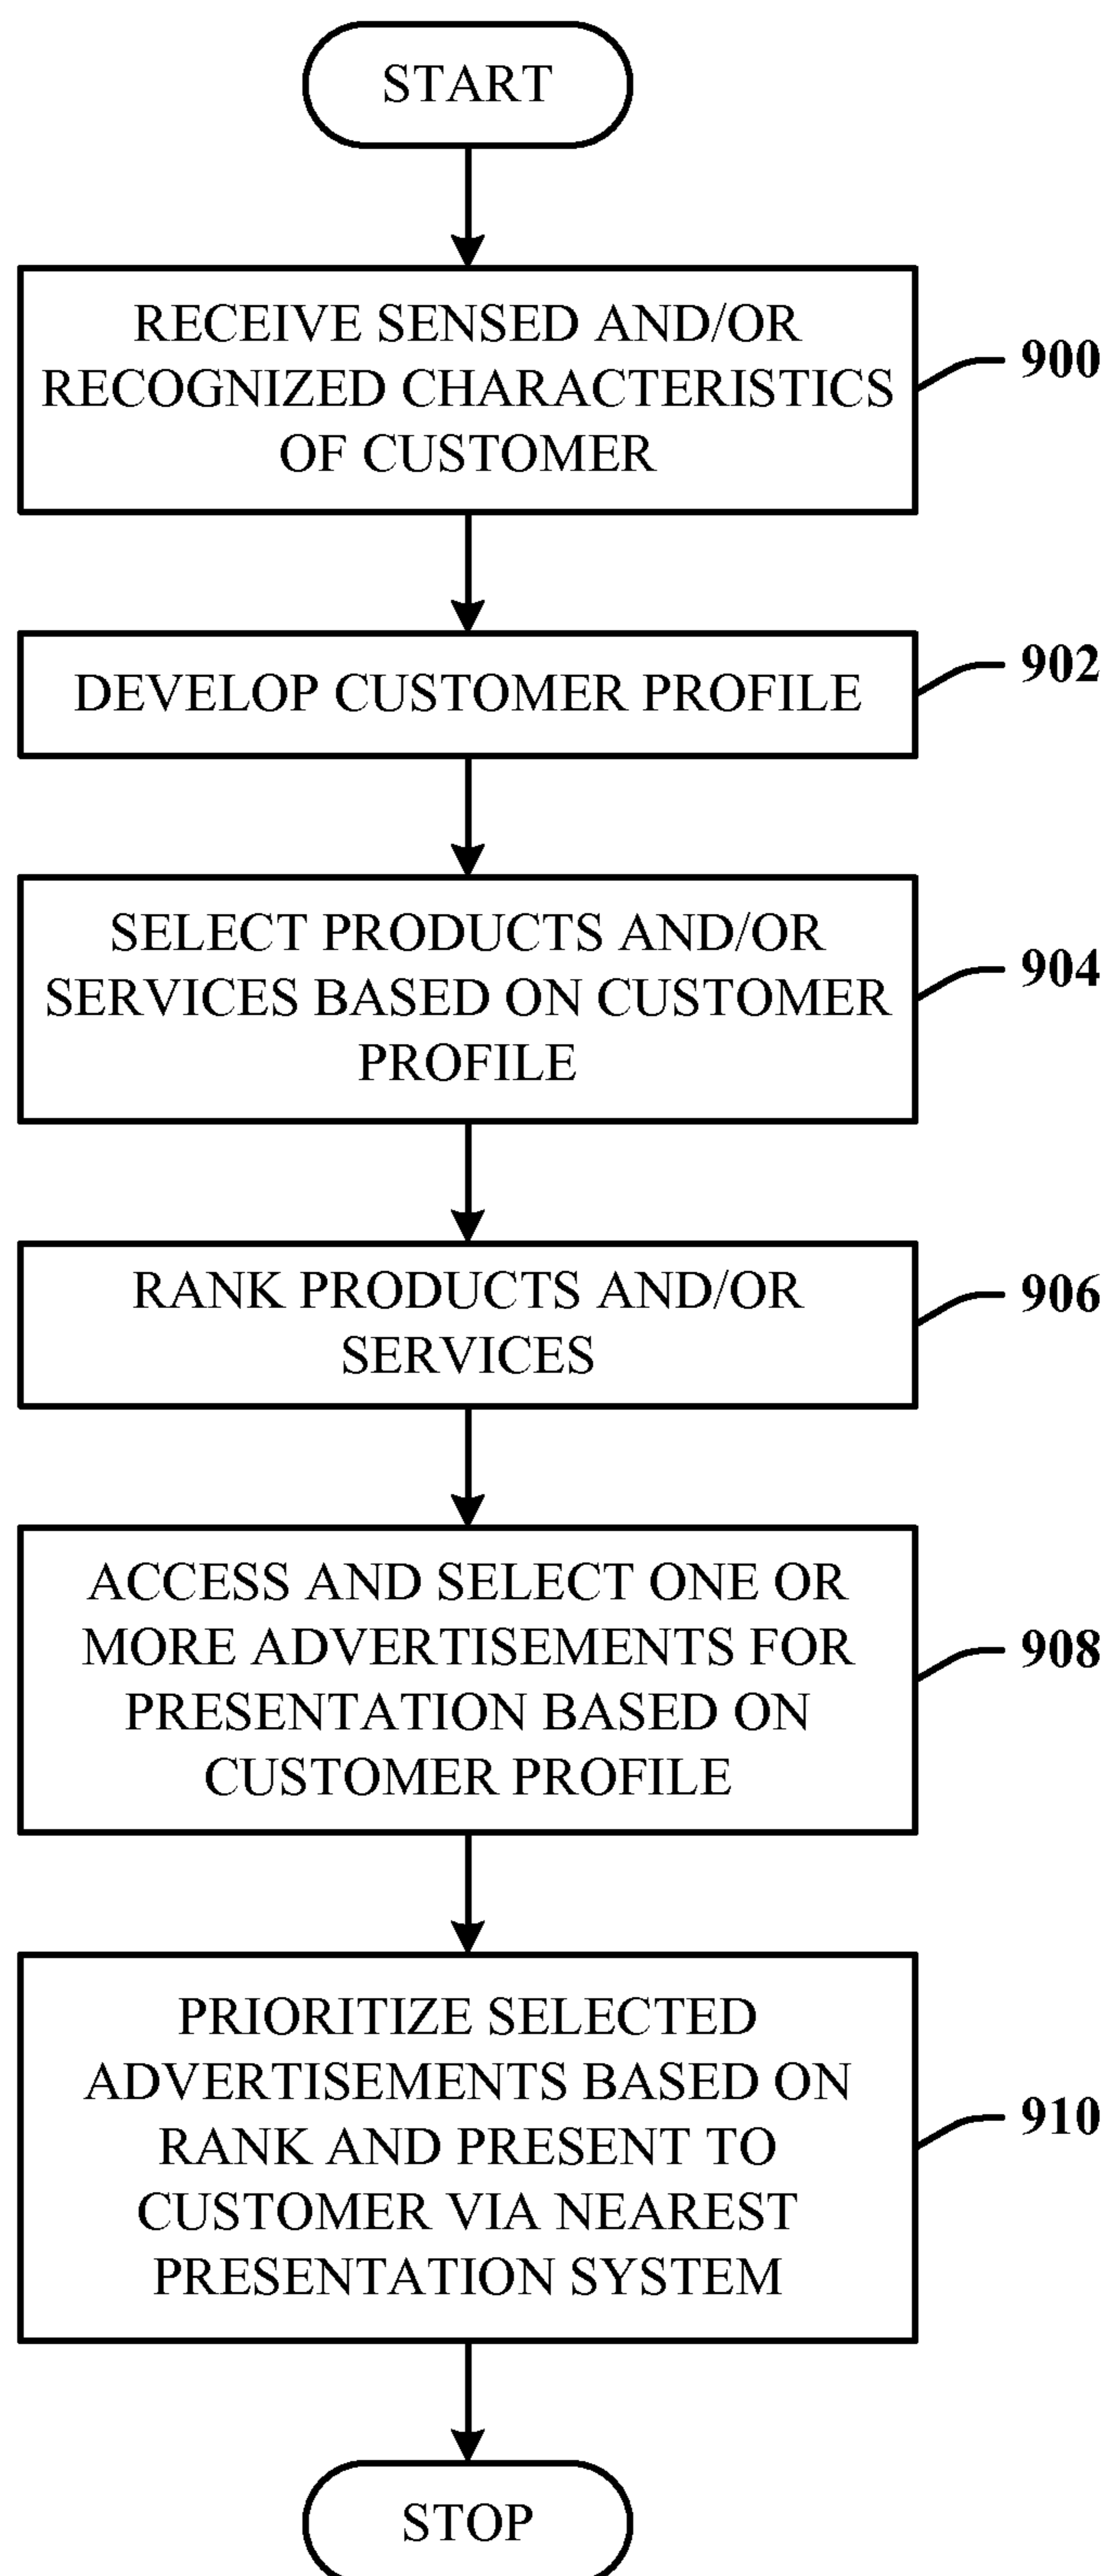 START
RECEIVE SENSED AND/OR
RECOGNIZED CHARACTERISTICS
OF CUSTOMER
900
DEVELOP CUSTOMER PROFILE
902
SELECT PRODUCTS AND/OR
SERVICES BASED ON CUSTOMER
PROFILE
904
RANK PRODUCTS AND/OR
SERVICES
906
ACCESS AND SELECT ONE OR
MORE ADVERTISEMENTS FOR
PRESENTATION BASED ON
CUSTOMER PROFILE
908
PRIORITIZE SELECTED
ADVERTISEMENTS BASED ON
RANK AND PRESENT TO
CUSTOMER VIA NEAREST
PRESENTATION SYSTEM
910
STOP